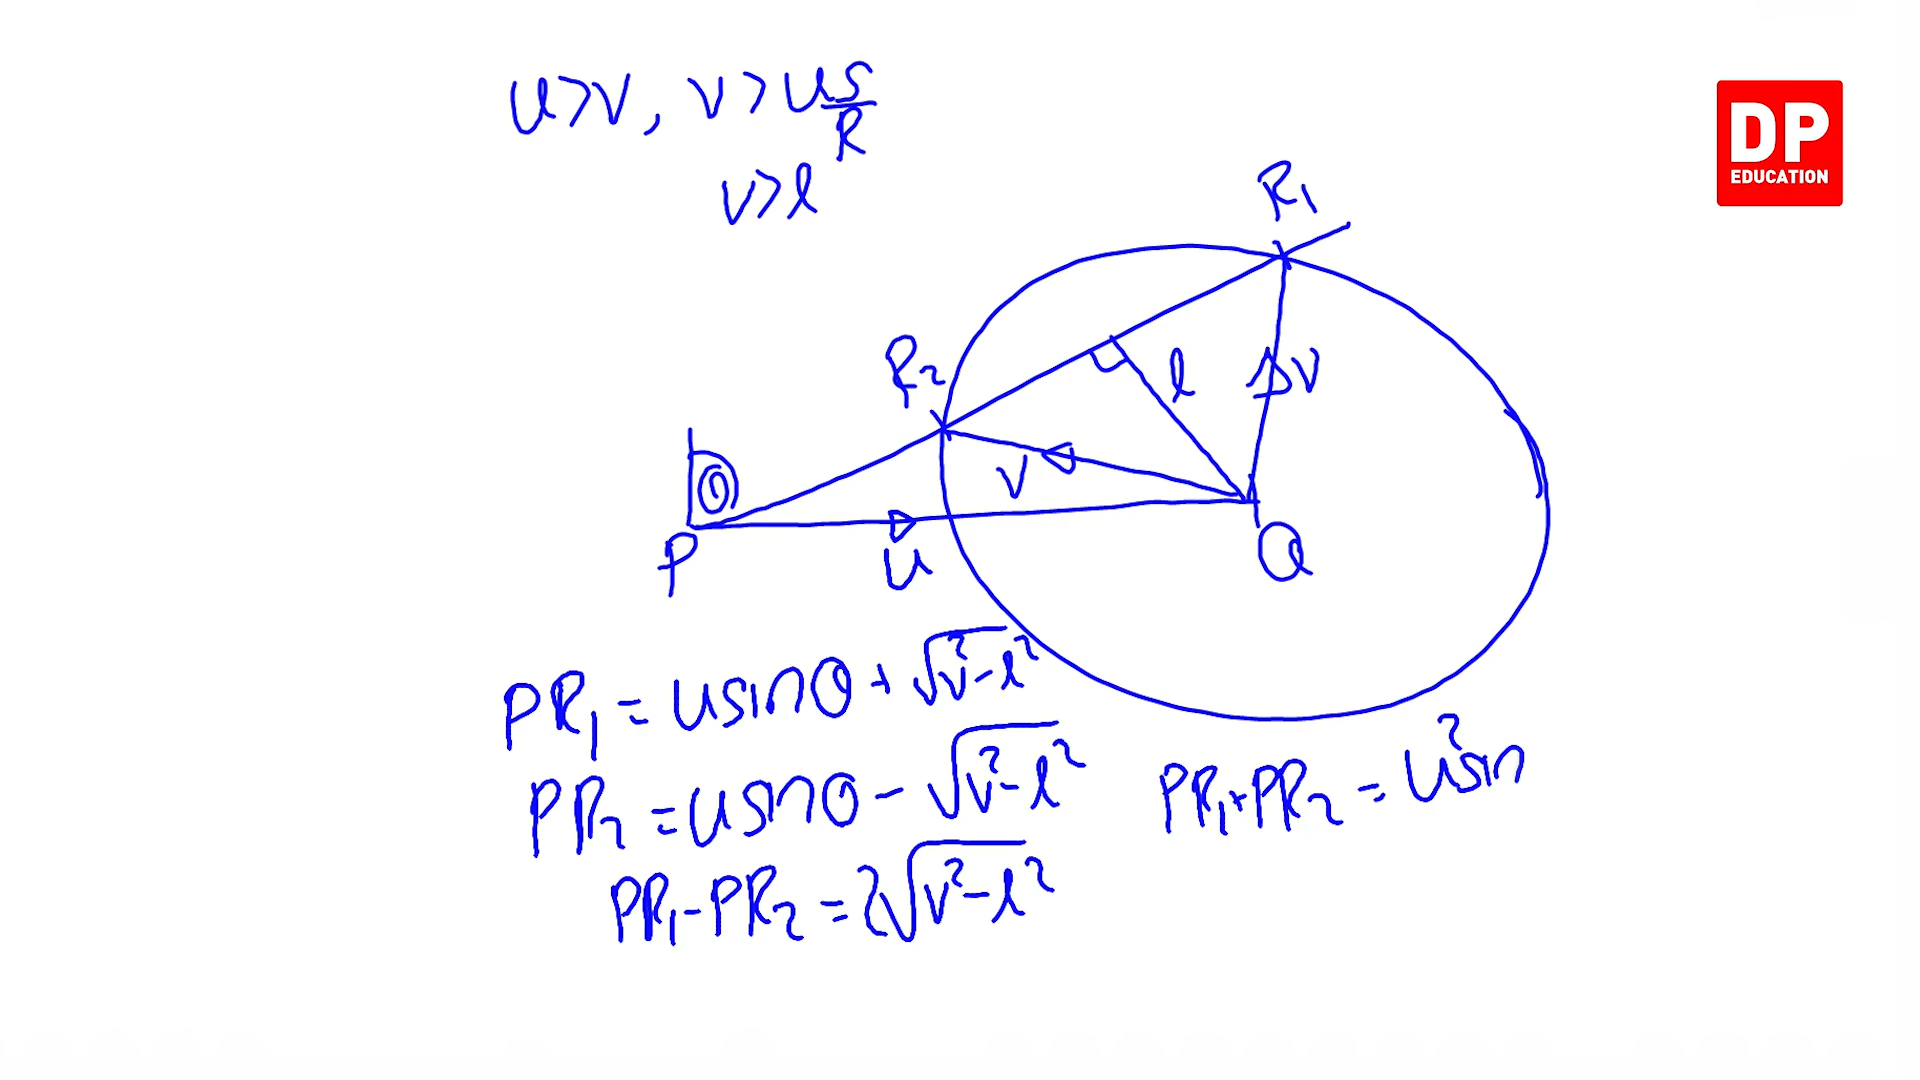 u>v, v>us/R
v>l
DP
EDUCATION
R₁
R₂
l
v
θ
v
P
u
Q
PR₁ = usinθ + √v²-l²
PR₂ = usinθ - √v²-l²
PR₁+PR₂ = u²sin
PR₁-PR₂ = 2√v²-l²